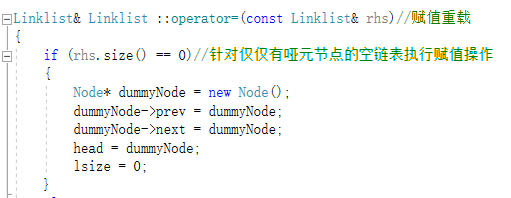 Linklist& Linklist ::operator=(const Linklist& rhs)//赋值重载
{
if (rhs.size() == 0)//针对仅仅有哑元节点的空链表执行赋值操作
{
Node* dummyNode = new Node();
dummyNode->prev = dummyNode;
dummyNode->next = dummyNode;
head = dummyNode;
lsize = 0;
}